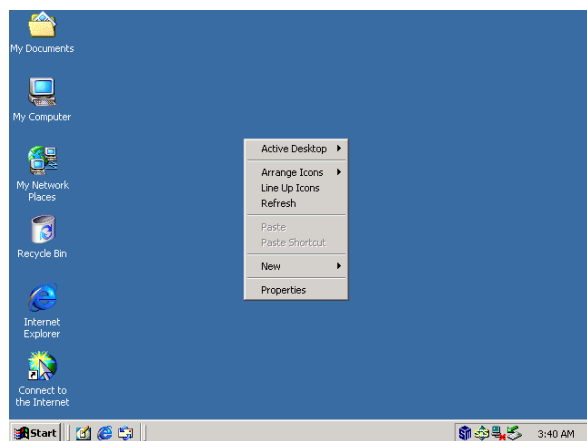 My Documents
My Computer
My Network
Places
Recycle Bin
Internet
Explorer
Connect to
the Internet
Active Desktop
Arrange Icons
Line Up Icons
Refresh
Paste
Paste Shortcut
New
Properties
Start
3:40 AM